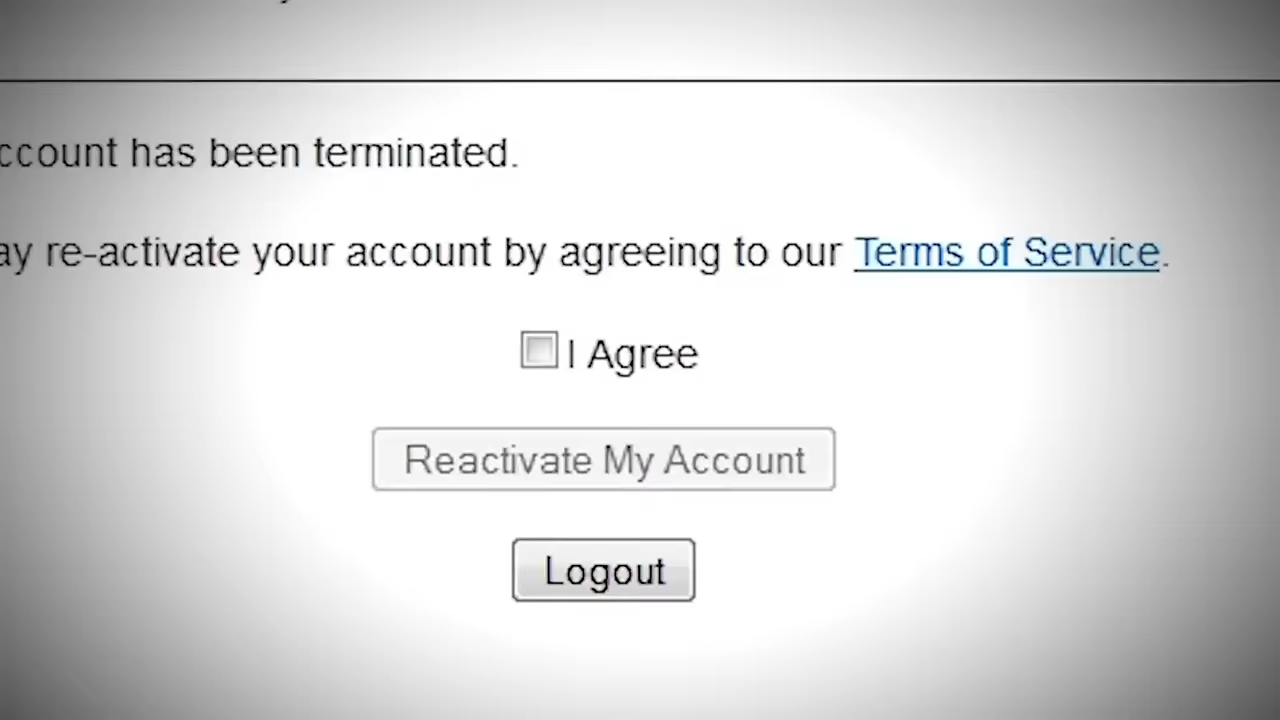 ccount has been terminated.
ay re-activate your account by agreeing to our Terms of Service.
I Agree
Reactivate My Account
Logout